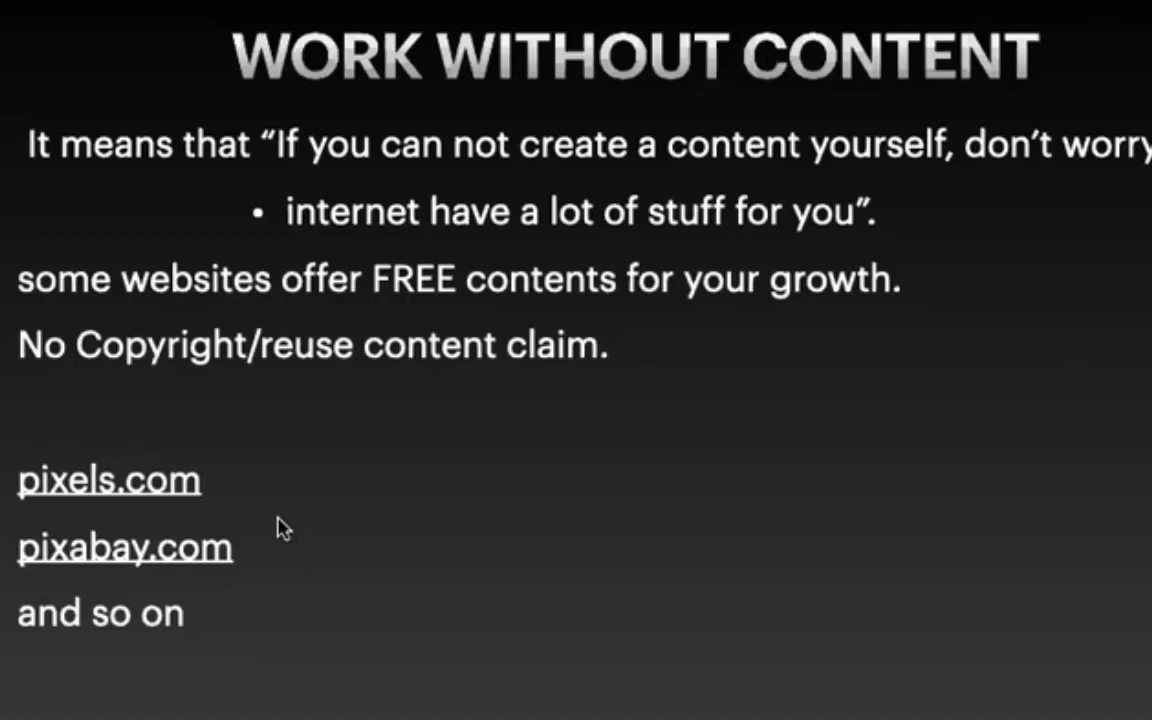 WORK WITHOUT CONTENT
It means that “If you can not create a content yourself, don’t worry
• internet have a lot of stuff for you”.
some websites offer FREE contents for your growth.
No Copyright/reuse content claim.
pixels.com
pixabay.com
and so on